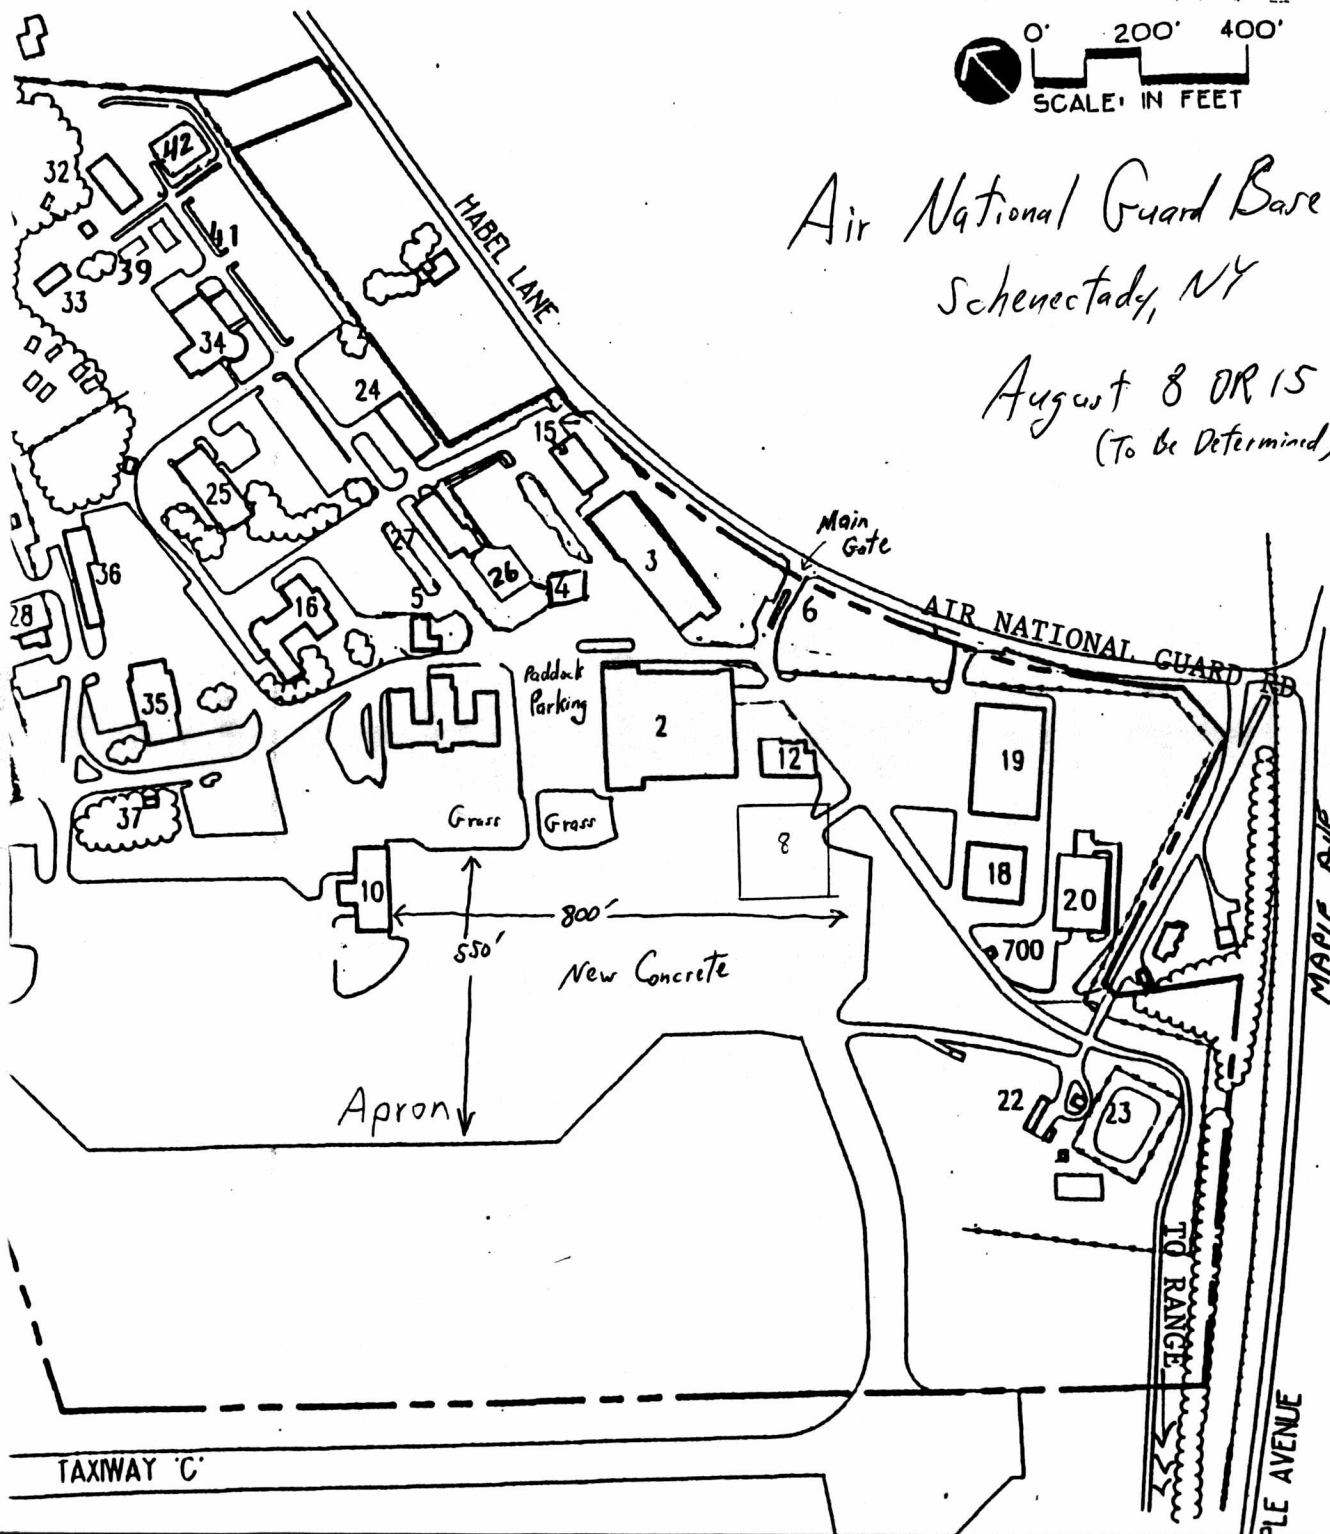 0' 200' 400'
SCALE: IN FEET
Air National Guard Base
Schenectady, NY
August 8 OR 15
(To Be Determined)
HABEL LANE
42
32
41
39
33
34
24
15
25
27
26
4
3
Main
Gate
6
AIR NATIONAL GUARD RD
36
28
16
5
35
37
Paddock
Parking
1
2
12
19
18
20
700
8
Grass
Grass
10
800'
550'
New Concrete
Apron
22
23
TO RANGE
MAPLE AVE
PLE AVENUE
TAXIWAY 'C'